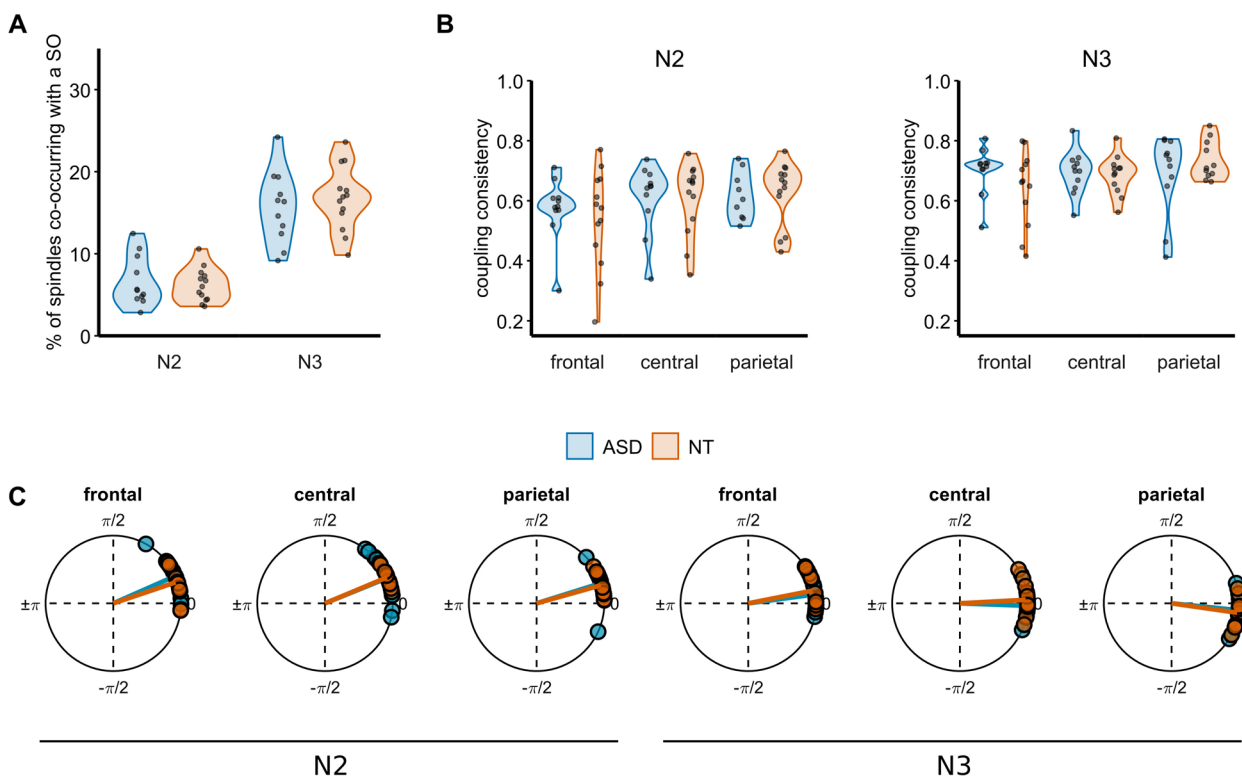 A
% of spindles co-occurring with a SO
30
20
10
0
N2
N3
B
N2
coupling consistency
1.0
0.8
0.6
0.4
0.2
frontal
central
parietal
N3
coupling consistency
1.0
0.8
0.6
0.4
0.2
frontal
central
parietal
ASD
NT
C
frontal
π/2
±π
0
-π/2
central
π/2
±π
0
-π/2
parietal
π/2
±π
0
-π/2
frontal
π/2
±π
0
-π/2
central
π/2
±π
0
-π/2
parietal
π/2
±π
-π/2
N2
N3